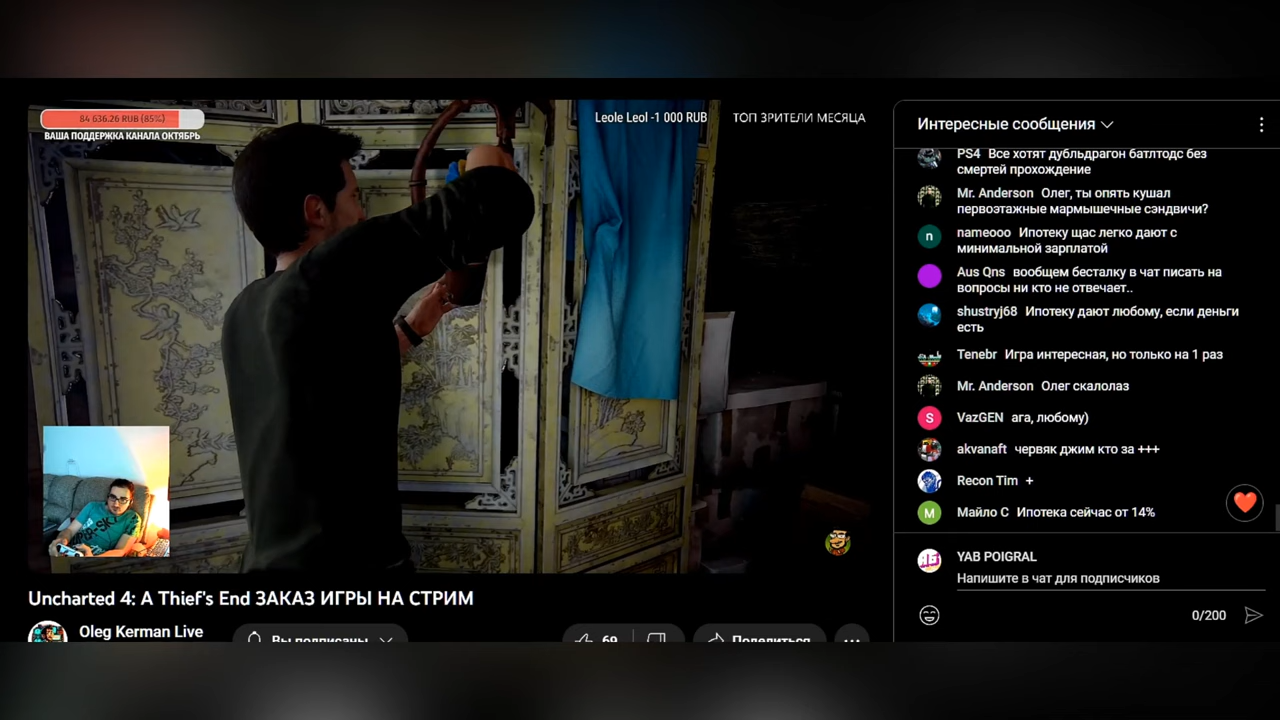 84 636.26 RUB (85%)
ВАША ПОДДЕРЖКА КАНАЛА ОКТЯБРЬ
Leole Leol -1 000 RUB
ТОП ЗРИТЕЛИ МЕСЯЦА
Uncharted 4: A Thief's End ЗАКАЗ ИГРЫ НА СТРИМ
Oleg Kerman Live
Вы подписаны
69
Поделиться
Интересные сообщения
PS4 Все хотят дубльдрагон батлтодс без
смертей прохождение
Mr. Anderson Олег, ты опять кушал
первоэтажные мармышечные сэндвичи?
n
nameooo Ипотеку щас легко дают с
минимальной зарплатой
Aus Qns вообщем бесталку в чат писать на
вопросы ни кто не отвечает..
shustryj68 Ипотеку дают любому, если деньги
есть
Tenebr Игра интересная, но только на 1 раз
Mr. Anderson Олег скалолаз
S
VazGEN ага, любому)
akvanaft червяк джим кто за +++
Recon Tim +
M
Майло С Ипотека сейчас от 14%
YAB POIGRAL
Напишите в чат для подписчиков
0/200